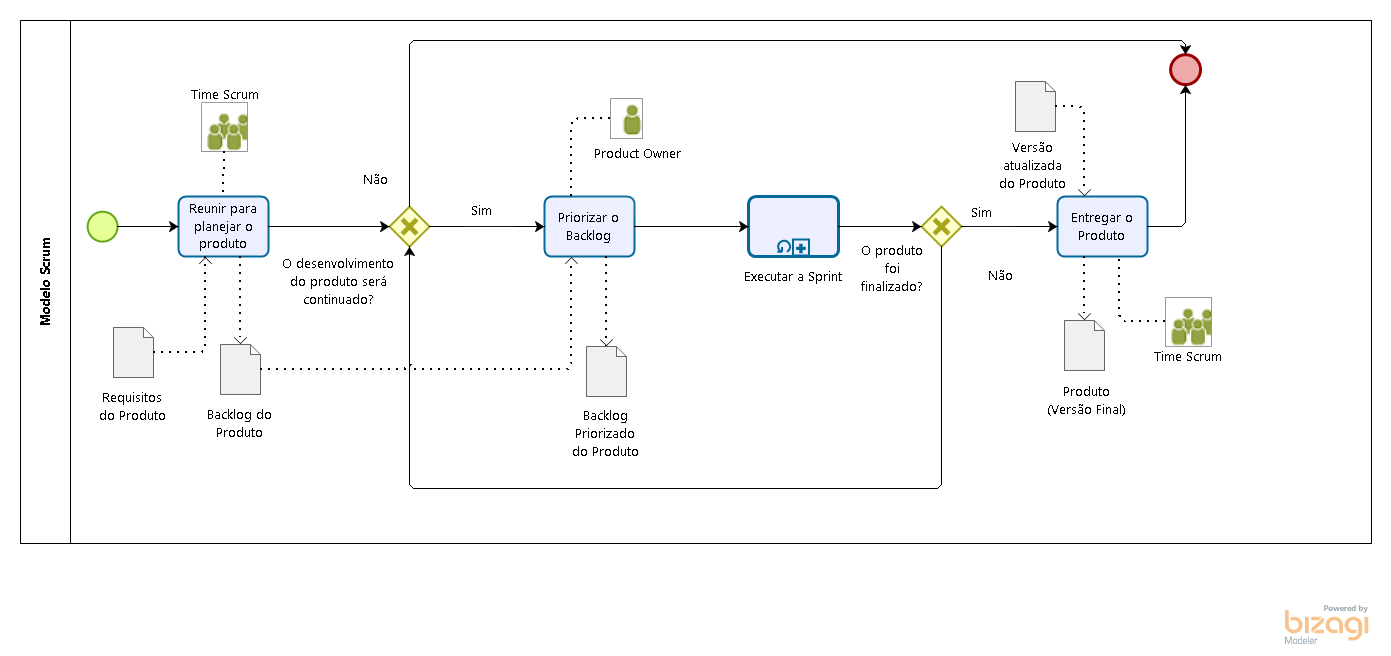 Modelo Scrum
Time Scrum
Reunir para
planejar o
produto
Requisitos
do Produto
Backlog do
Produto
Não
O desenvolvimento
do produto será
continuado?
Sim
Product Owner
Priorizar o
Backlog
Backlog
Priorizado
do Produto
Executar a Sprint
O produto
foi
finalizado?
Sim
Não
Versão
atualizada
do Produto
Entregar o
Produto
Produto
(Versão Final)
Time Scrum
Powered by
bizagi
Modeler